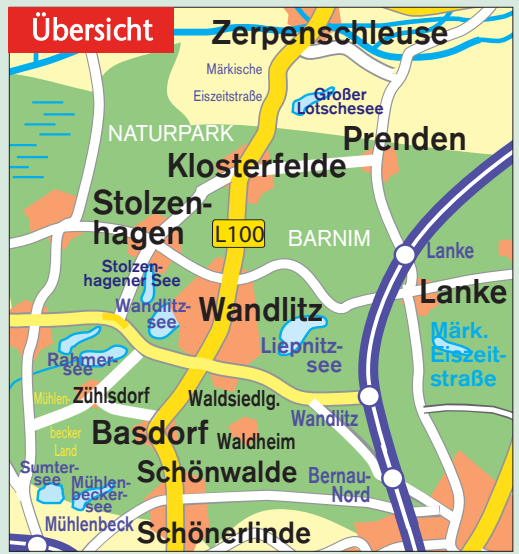 Übersicht
Zerpenschleuse
Märkische
Eiszeitstraße
Großer
Lotschesee
NATURPARK
Prenden
Klosterfelde
Stolzen-
hagen
L100
BARNIM
Lanke
Stolzen-
hagener See
Lanke
Wandlitz-
see
Wandlitz
Liepnitz-
see
Märk.
Eiszeit-
straße
Rahmer-
see
Mühlen-
Zühlsdorf
Waldsiedlg.
Wandlitz
becker
Land
Basdorf
Waldheim
Sumter-
see
Mühlen-
becker-
see
Schönwalde
Bernau-
Nord
Mühlenbeck
Schönerlinde